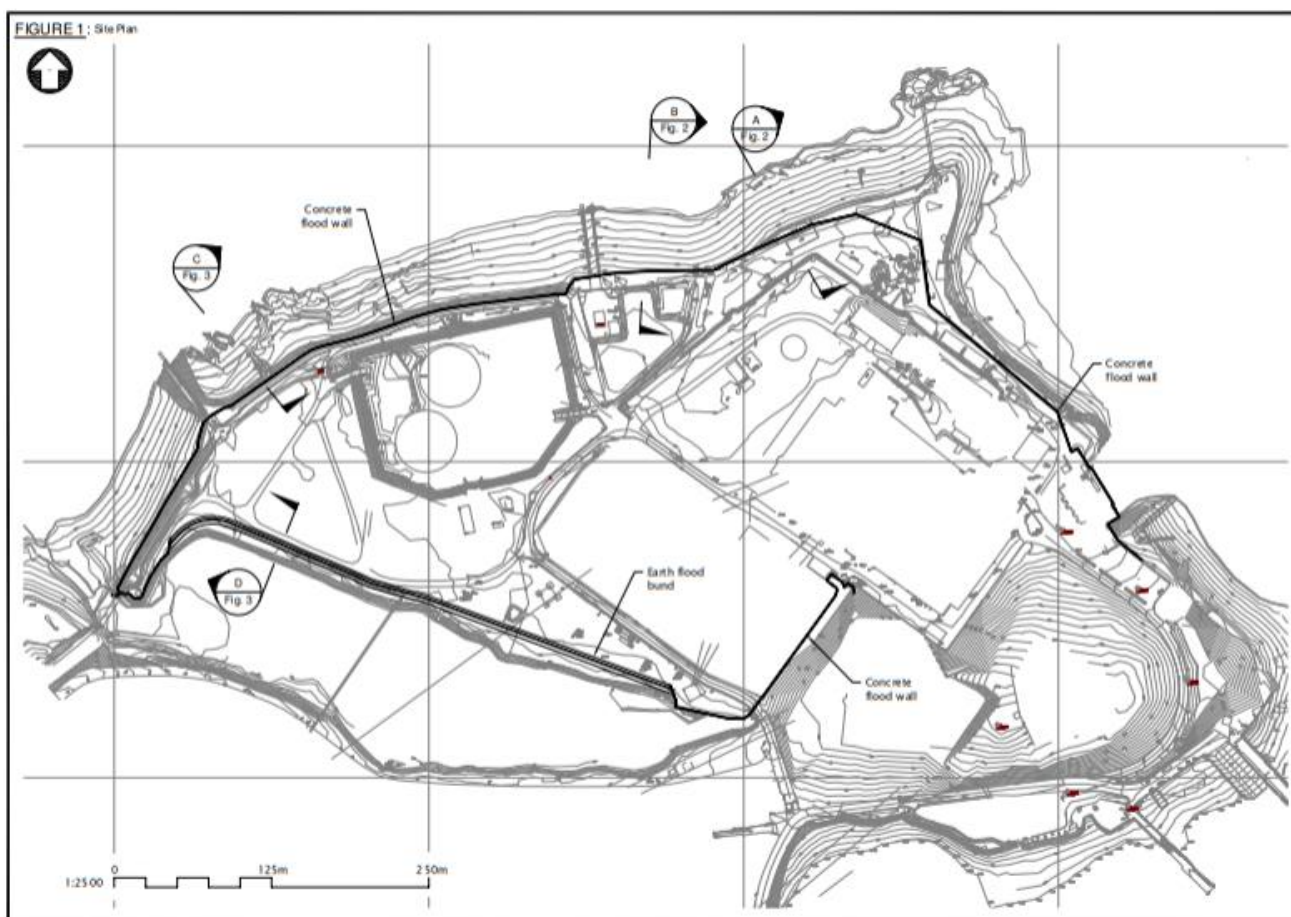 FIGURE 1: Site Plan
B
Fig. 2
A
Fig. 2
Concrete
flood wall
C
Fig. 3
Concrete
flood wall
D
Fig. 3
Earth flood
bund
Concrete
flood wall
0 125m 250m
1:2500